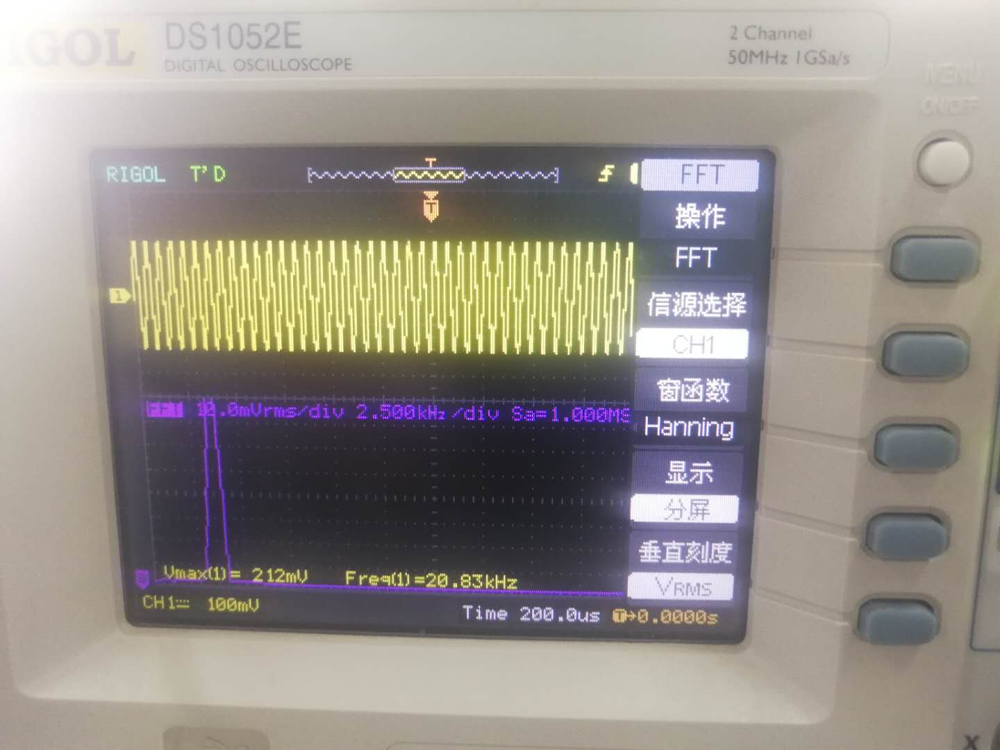 RIGOL DS1052E
DIGITAL OSCILLOSCOPE
2 Channel
50MHz 1GSa/s
MENU
ON/OFF
RIGOL T'D
T
FFT
操作
FFT
信源选择
CH1
窗函数
Hanning
显示
分屏
垂直刻度
VRMS
1
FFT 10.0mVrms/div 2.500kHz/div Sa=1.000MS
Vmax(1)= 212mV Freq(1)=20.83kHz
CH1 100mV Time 200.0us T→0.0000s
X